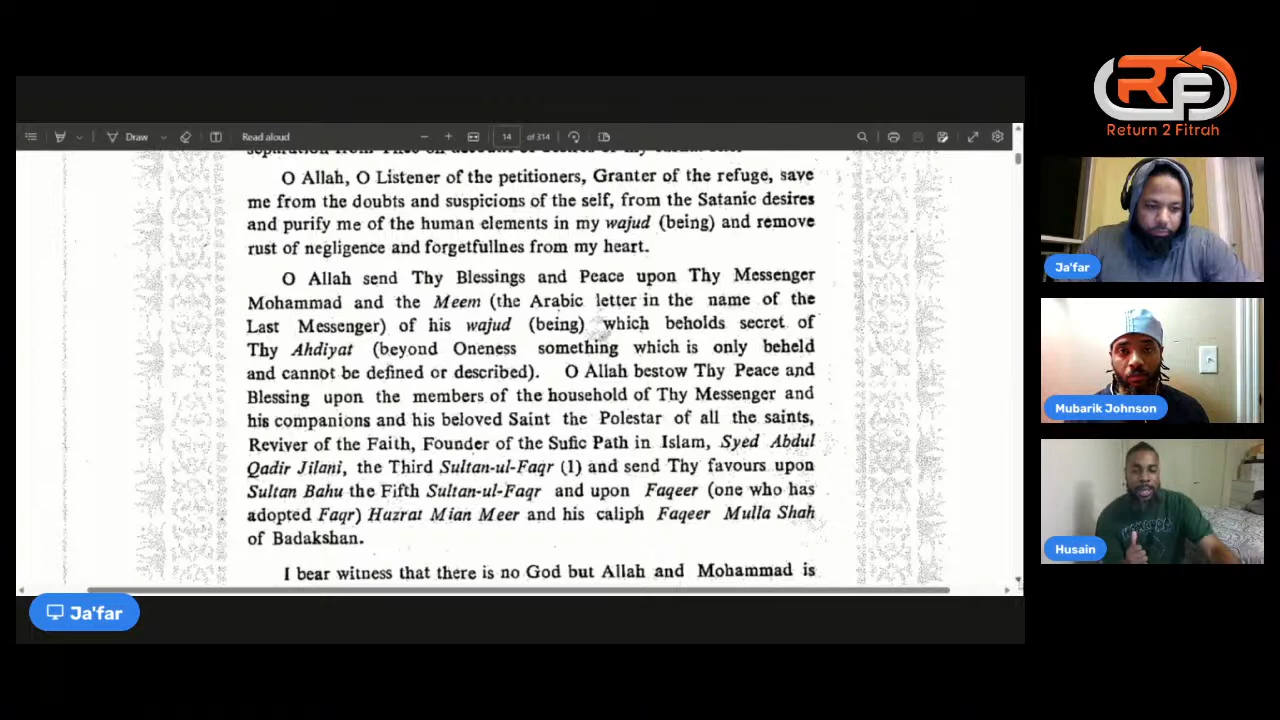 Draw
Read aloud
14 of 314
O Allah, O Listener of the petitioners, Granter of the refuge, save
me from the doubts and suspicions of the self, from the Satanic desires
and purify me of the human elements in my wajud (being) and remove
rust of negligence and forgetfullnes from my heart.
O Allah send Thy Blessings and Peace upon Thy Messenger
Mohammad and the Meem (the Arabic letter in the name of the
Last Messenger) of his wajud (being) which beholds secret of
Thy Ahdiyat (beyond Oneness something which is only beheld
and cannot be defined or described). O Allah bestow Thy Peace and
Blessing upon the members of the household of Thy Messenger and
his companions and his beloved Saint the Polestar of all the saints,
Reviver of the Faith, Founder of the Sufic Path in Islam, Syed Abdul
Qadir Jilani, the Third Sultan-ul-Faqr (1) and send Thy favours upon
Sultan Bahu the Fifth Sultan-ul-Faqr and upon Faqeer (one who has
adopted Faqr) Huzrat Mian Meer and his caliph Faqeer Mulla Shah
of Badakshan.
I bear witness that there is no God but Allah and Mohammad is
Ja'far
RF
Return 2 Fitrah
Ja'far
Mubarik Johnson
Husain